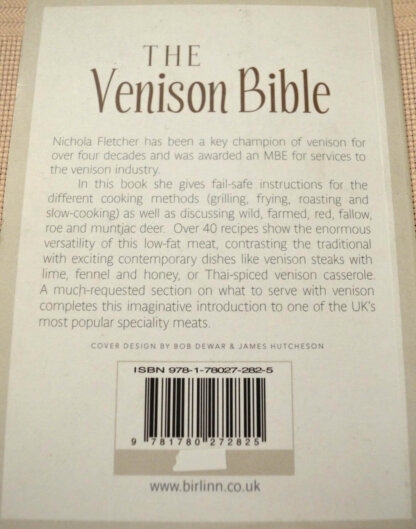 THE
Venison Bible
Nichola Fletcher has been a key champion of venison for
over four decades and was awarded an MBE for services to
the venison industry.
In this book she gives fail-safe instructions for the
different cooking methods (grilling, frying, roasting and
slow-cooking) as well as discussing wild, farmed, red, fallow,
roe and muntjac deer. Over 40 recipes show the enormous
versatility of this low-fat meat, contrasting the traditional
with exciting contemporary dishes like venison steaks with
lime, fennel and honey, or Thai-spiced venison casserole.
A much-requested section on what to serve with venison
completes this imaginative introduction to one of the UK's
most popular speciality meats.
COVER DESIGN BY BOB DEWAR & JAMES HUTCHESON
ISBN 978-1-78027-282-5
9 781780 272825
www.birlinn.co.uk